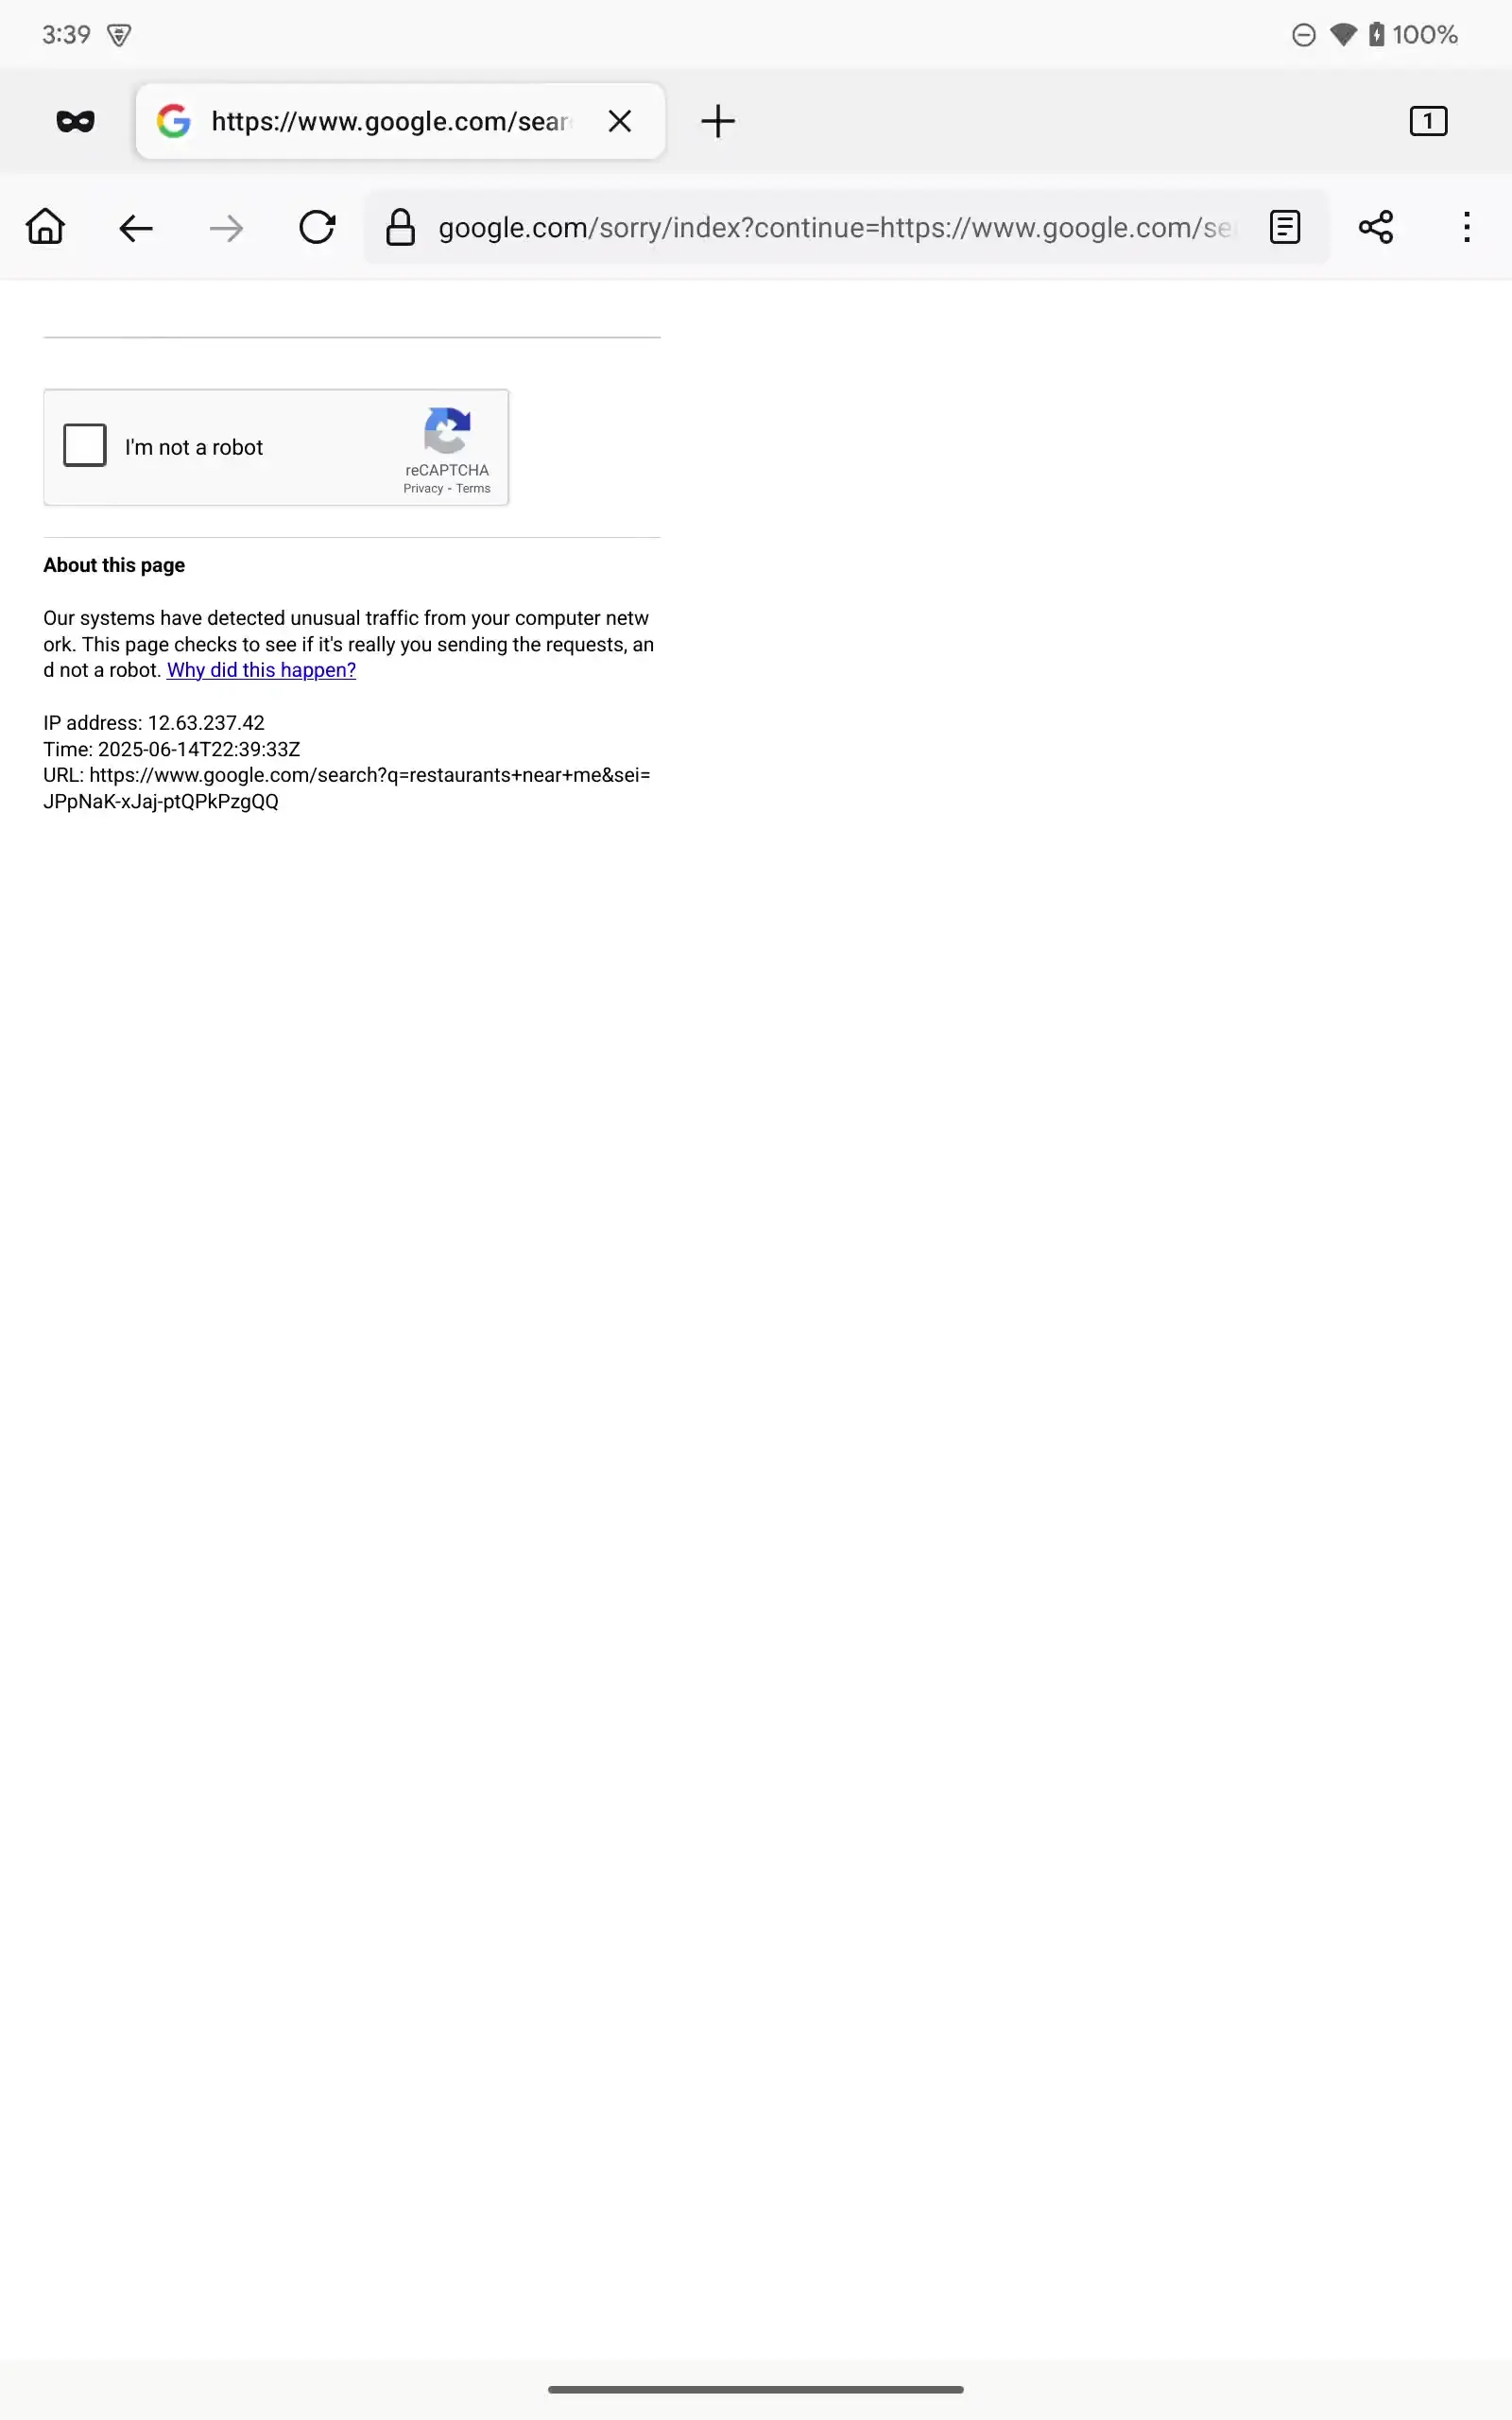 3:39
100%
https://www.google.com/sear
1
google.com/sorry/index?continue=https://www.google.com/se
I'm not a robot
reCAPTCHA
Privacy - Terms
About this page
Our systems have detected unusual traffic from your computer netw
ork. This page checks to see if it's really you sending the requests, an
d not a robot. Why did this happen?
IP address: 12.63.237.42
Time: 2025-06-14T22:39:33Z
URL: https://www.google.com/search?q=restaurants+near+me&sei=
JPpNaK-xJaj-ptQPkPzgQQ